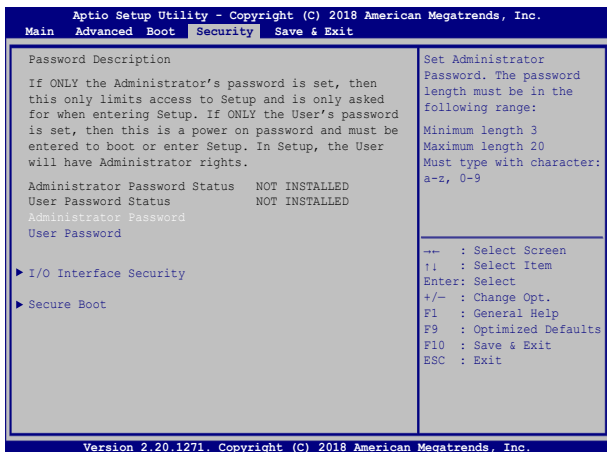 Aptio Setup Utility - Copyright (C) 2018 American Megatrends, Inc.
Main Advanced Boot Security Save & Exit
Password Description
If ONLY the Administrator's password is set, then
this only limits access to Setup and is only asked
for when entering Setup. If ONLY the User's password
is set, then this is a power on password and must be
entered to boot or enter Setup. In Setup, the User
will have Administrator rights.
Administrator Password Status NOT INSTALLED
User Password Status NOT INSTALLED
Administrator Password
User Password
▶ I/O Interface Security
▶ Secure Boot
Set Administrator
Password. The password
length must be in the
following range:
Minimum length 3
Maximum length 20
Must type with character:
a-z, 0-9
→← : Select Screen
↑↓ : Select Item
Enter: Select
+/— : Change Opt.
F1 : General Help
F9 : Optimized Defaults
F10 : Save & Exit
ESC : Exit
Version 2.20.1271. Copyright (C) 2018 American Megatrends, Inc.